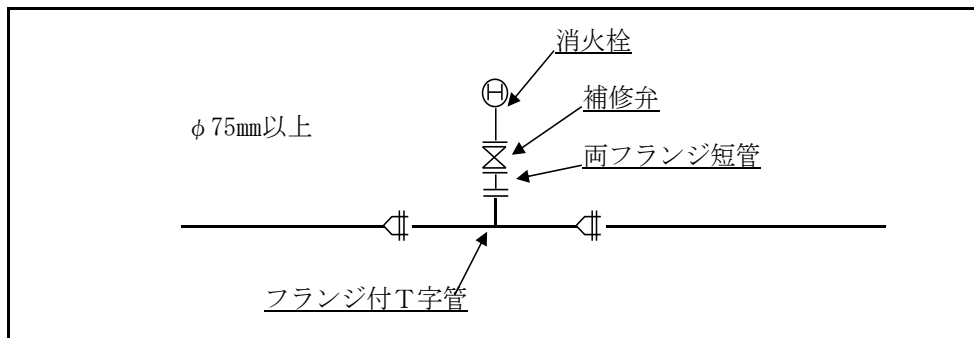 消火栓
Ⓗ
補修弁
φ75mm以上
両フランジ短管
フランジ付T字管